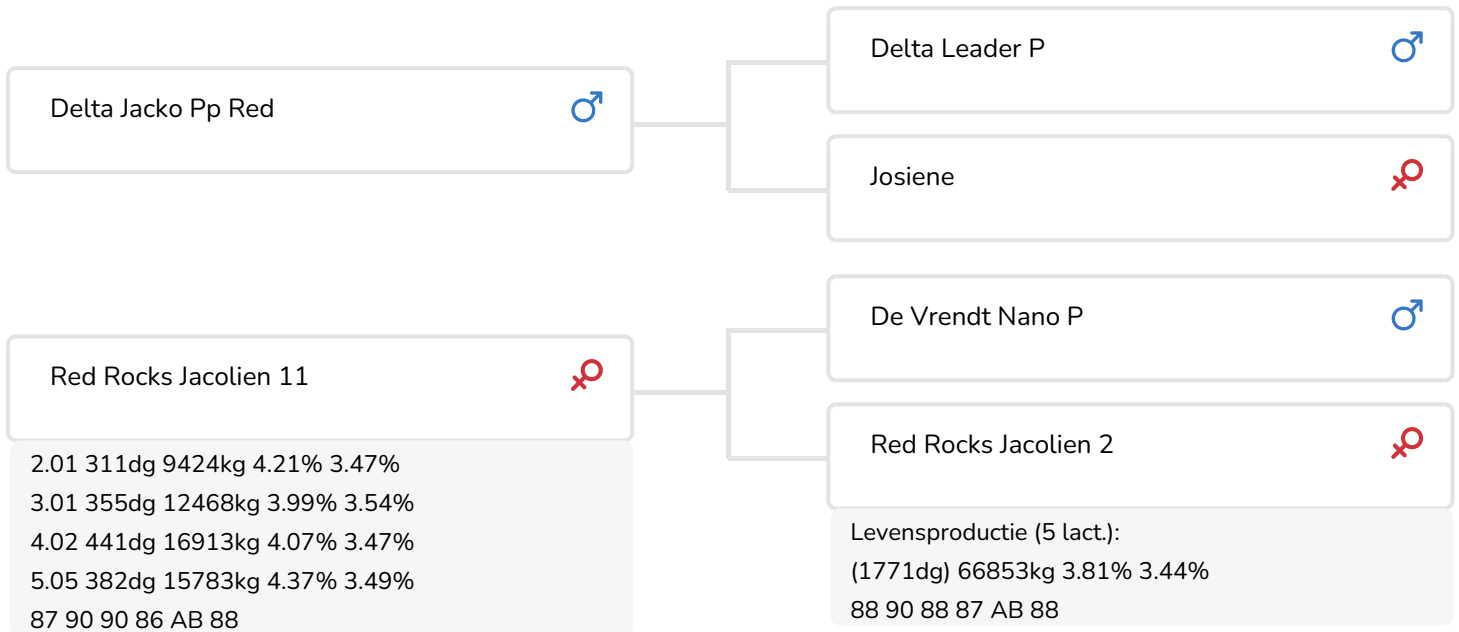 Delta Jacko Pp Red
Delta Leader P
Josiene
Red Rocks Jacolien 11
2.01 311dg 9424kg 4.21% 3.47%
3.01 355dg 12468kg 3.99% 3.54%
4.02 441dg 16913kg 4.07% 3.47%
5.05 382dg 15783kg 4.37% 3.49%
87 90 90 86 AB 88
De Vrendt Nano P
Red Rocks Jacolien 2
Levensproductie (5 lact.):
(1771dg) 66853kg 3.81% 3.44%
88 90 88 87 AB 88